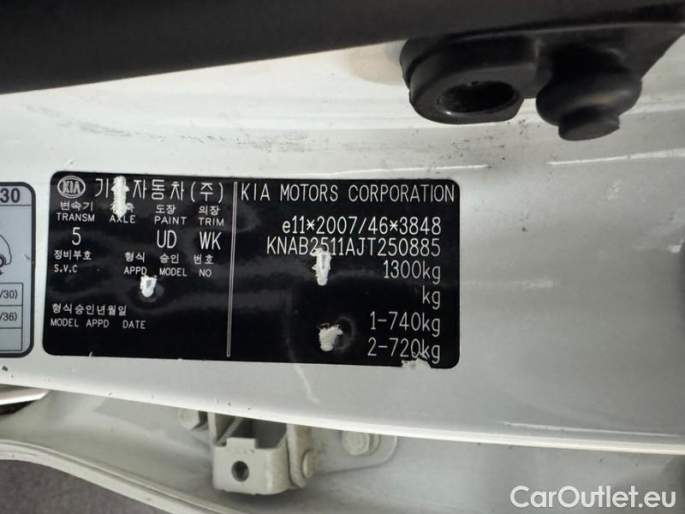 30
KIA 기아자동차(주) KIA MOTORS CORPORATION
변속기 도장 의장
TRANSM AXLE PAINT TRIM
5 UD WK
정비부호 형식 승인 번호
S.V.C APPD MODEL NO
형식승인년월일
MODEL APPD DATE
e11*2007/46*3848
KNAB2511AJT250885
1300kg
kg
1-740kg
2-720kg
/30)
/36)
CarOutlet.eu